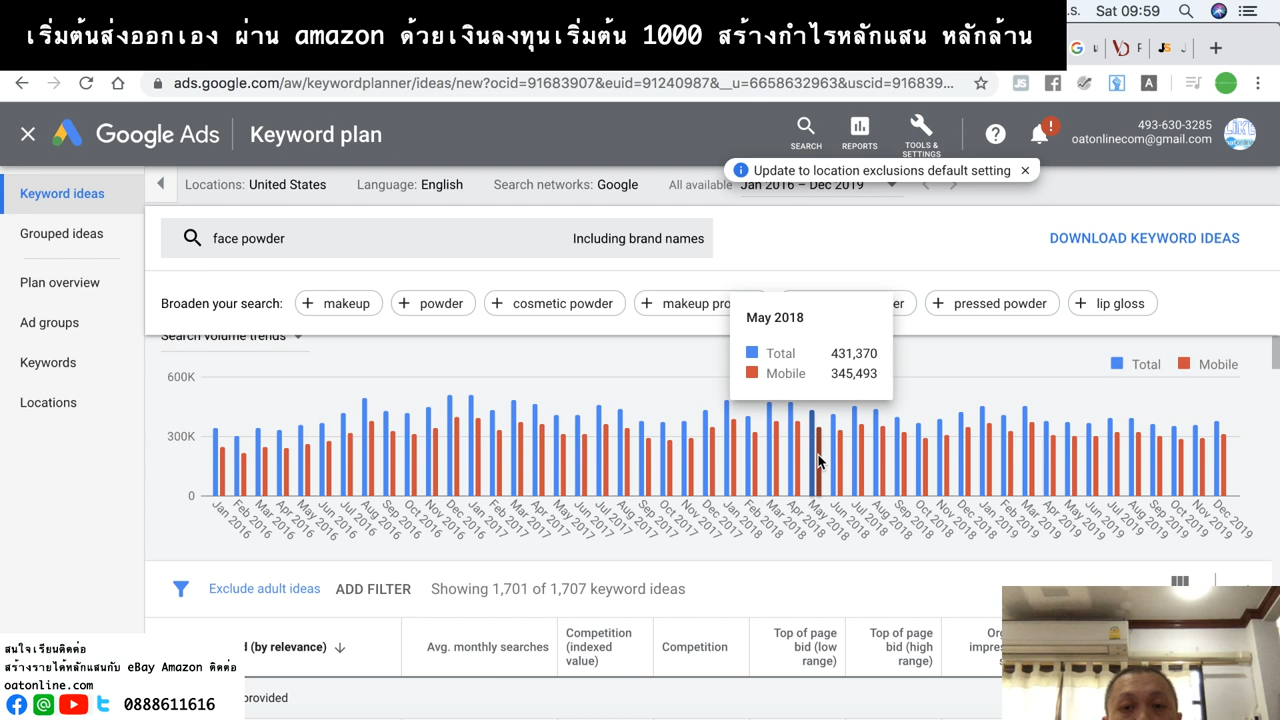 เริ่มต้นส่งออกเอง ผ่าน amazon ด้วยเงินลงทุนเริ่มต้น 1000 สร้างกำไรหลักแสน หลักล้าน
Sat 09:59
ads.google.com/aw/keywordplanner/ideas/new?ocid=91683907&euid=91240987&__u=6658632963&uscid=916839...
Google Ads Keyword plan
SEARCH REPORTS TOOLS & SETTINGS
493-630-3285
oatonlinecom@gmail.com
Update to location exclusions default setting
Keyword ideas
Grouped ideas
Plan overview
Ad groups
Keywords
Locations
Locations: United States Language: English Search networks: Google All available Jan 2016 – Dec 2019
face powder Including brand names DOWNLOAD KEYWORD IDEAS
Broaden your search: makeup powder cosmetic powder makeup pro er pressed powder lip gloss
May 2018
Total 431,370
Mobile 345,493
Search volume trends
Total Mobile
600K
300K
0
Jan 2016 Feb 2016 Mar 2016 Apr 2016 May 2016 Jun 2016 Jul 2016 Aug 2016 Sep 2016 Oct 2016 Nov 2016 Dec 2016 Jan 2017 Feb 2017 Mar 2017 Apr 2017 May 2017 Jun 2017 Jul 2017 Aug 2017 Sep 2017 Oct 2017 Nov 2017 Dec 2017 Jan 2018 Feb 2018 Mar 2018 Apr 2018 May 2018 Jun 2018 Jul 2018 Aug 2018 Sep 2018 Oct 2018 Nov 2018 Dec 2018 Jan 2019 Feb 2019 Mar 2019 Apr 2019 May 2019 Jun 2019 Jul 2019 Aug 2019 Sep 2019 Oct 2019 Nov 2019 Dec 2019
Exclude adult ideas ADD FILTER Showing 1,701 of 1,707 keyword ideas
d (by relevance) Avg. monthly searches Competition (indexed value) Competition Top of page bid (low range) Top of page bid (high range)
provided
สนใจเรียนติดต่อ
สร้างรายได้หลักแสนกับ eBay Amazon ติดต่อ
oatonline.com
0888611616